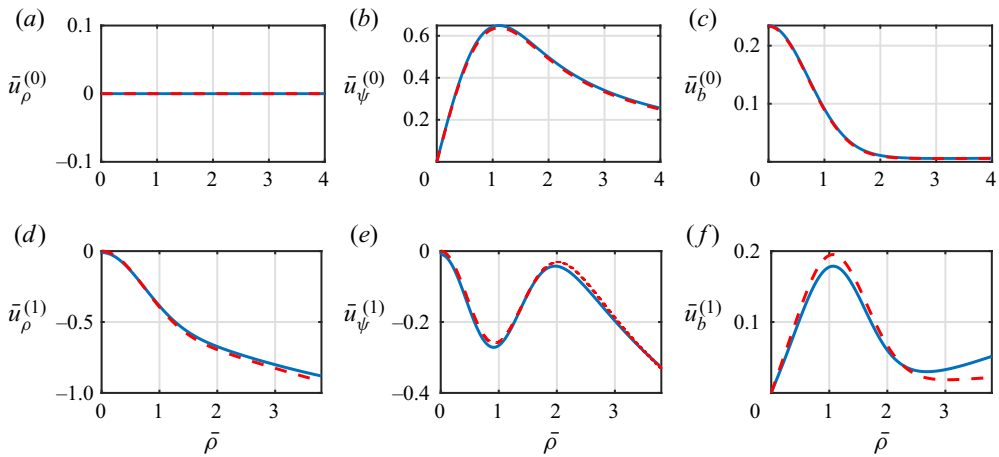 (a) (b) (c)
0.1 0 −0.1
ū_ρ^(0)
0 1 2 3 4
0.6 0.4 0.2
ū_ψ^(0)
0 1 2 3 4
0.2 0.1
ū_b^(0)
0 1 2 3 4
(d) (e) (f)
0 −0.5 −1.0
ū_ρ^(1)
0 1 2 3
ρ̄
0 −0.2 −0.4
ū_ψ^(1)
0 1 2 3
ρ̄
0.2 0.1 0
ū_b^(1)
0 1 2 3
ρ̄